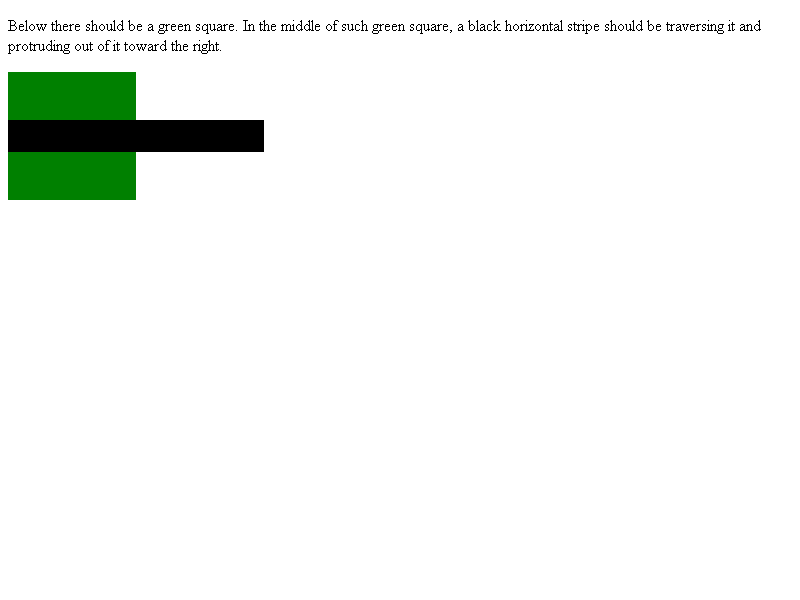 Below there should be a green square. In the middle of such green square, a black horizontal stripe should be traversing it and
protruding out of it toward the right.